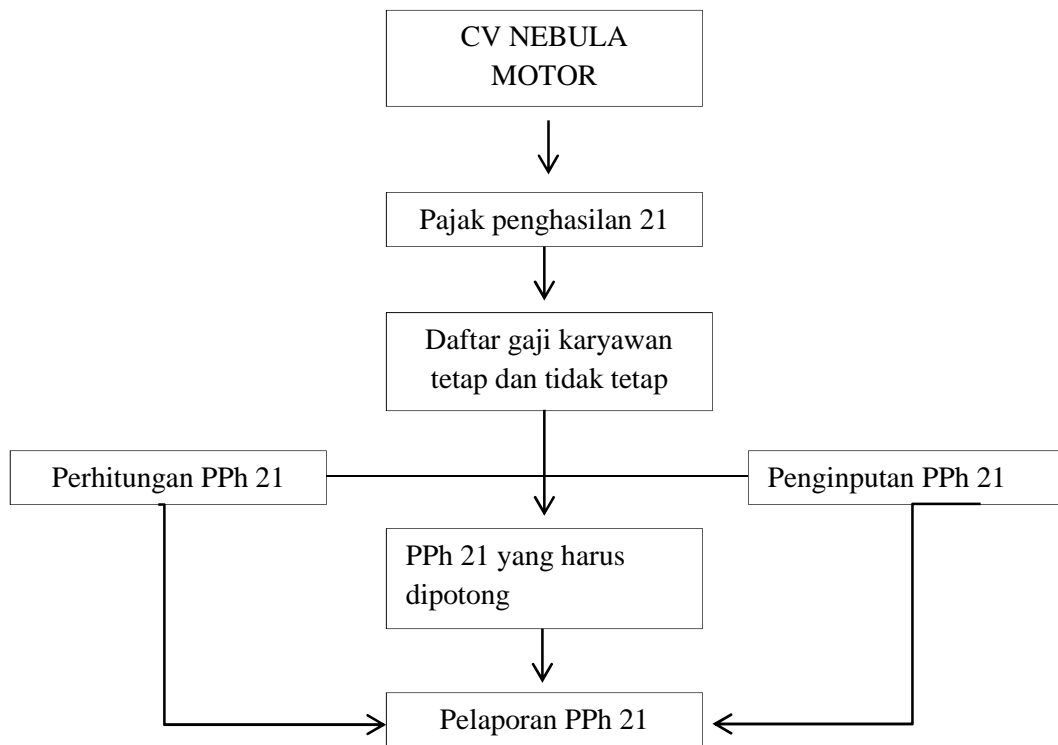 CV NEBULA
MOTOR
Pajak penghasilan 21
Daftar gaji karyawan
tetap dan tidak tetap
Perhitungan PPh 21
Penginputan PPh 21
PPh 21 yang harus
dipotong
Pelaporan PPh 21